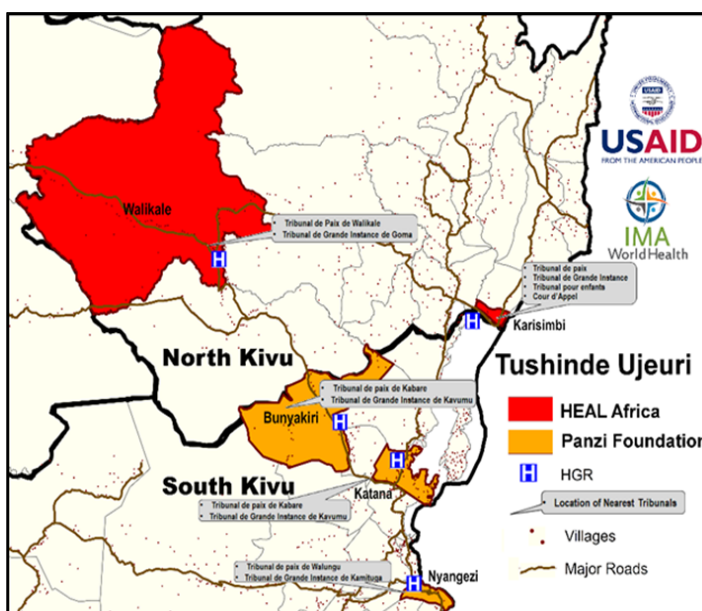 USAID
FROM THE AMERICAN PEOPLE
IMA
WorldHealth
Walikale
• Tribunal de Paix de Walikale
• Tribunal de Grande Instance de Goma
• Tribunal de paix
• Tribunal de Grande Instance
• Tribunal pour enfants
• Cour d'Appel
H
H
Karisimbi
North Kivu
• Tribunal de paix de Kabare
• Tribunal de Grande Instance de Kavumu
Bunyakiri
H
H
South Kivu
Katana
• Tribunal de paix de Kabare
• Tribunal de Grande Instance de Kavumu
• Tribunal de paix de Walungu
• Tribunal de Grande Instance de Kamituga
Nyangezi
H
Tushinde Ujeuri
HEAL Africa
Panzi Foundation
H HGR
Location of Nearest Tribunals
Villages
Major Roads